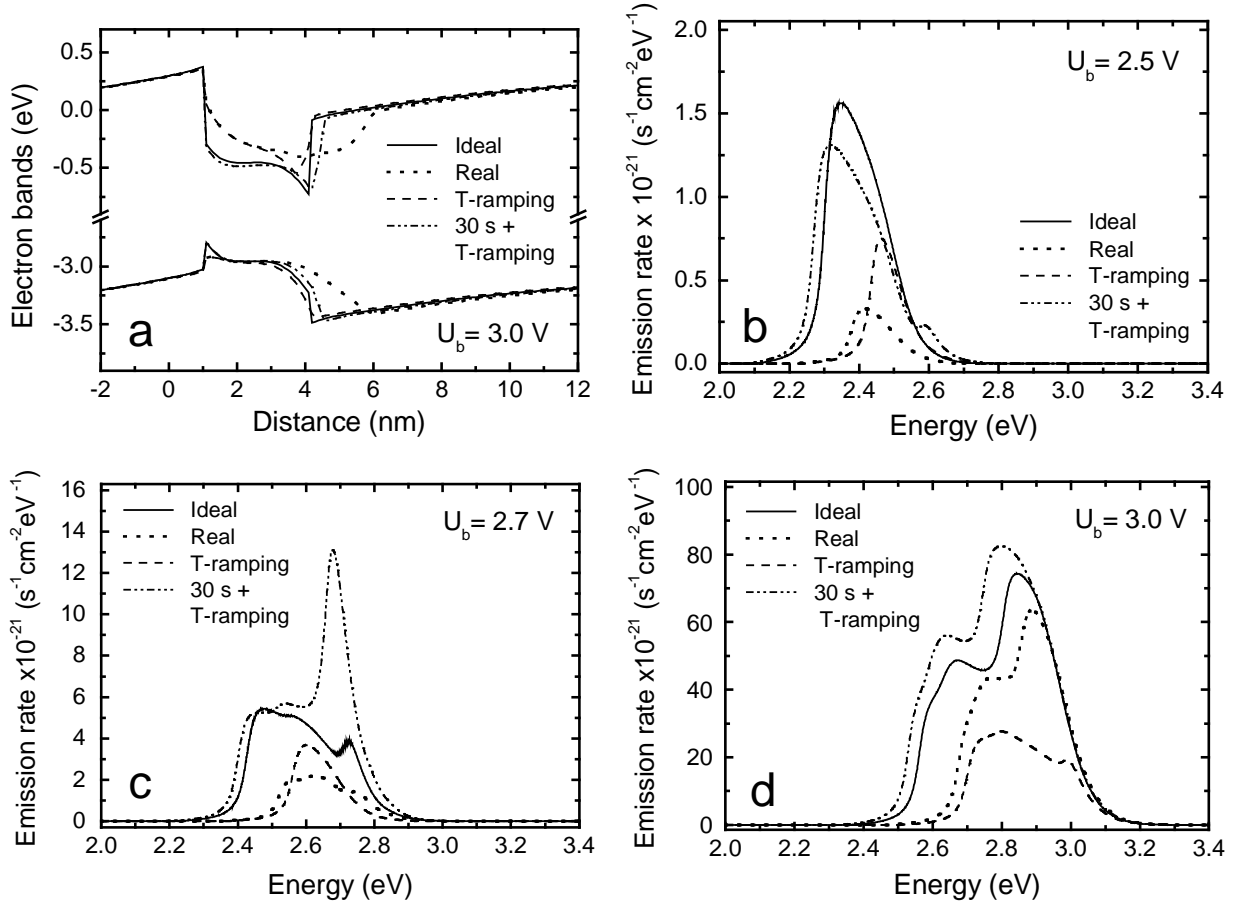 0.5
0.0
-0.5
-3.0
-3.5
Electron bands (eV)
Ideal
Real
T-ramping
30 s +
T-ramping
a
U_b= 3.0 V
-2 0 2 4 6 8 10 12
Distance (nm)
2.0
1.5
1.0
0.5
0.0
Emission rate x 10^-21 (s^-1cm^-2eV^-1)
U_b= 2.5 V
Ideal
Real
T-ramping
30 s +
T-ramping
b
2.0 2.2 2.4 2.6 2.8 3.0 3.2 3.4
Energy (eV)
16
14
12
10
8
6
4
2
0
Emission rate x10^-21 (s^-1cm^-2eV^-1)
Ideal
Real
T-ramping
30 s +
T-ramping
U_b= 2.7 V
c
2.0 2.2 2.4 2.6 2.8 3.0 3.2 3.4
Energy (eV)
100
80
60
40
20
0
Emission rate x10^-21 (s^-1cm^-2eV^-1)
Ideal
Real
T-ramping
30 s +
T-ramping
U_b= 3.0 V
d
2.0 2.2 2.4 2.6 2.8 3.0 3.2 3.4
Energy (eV)